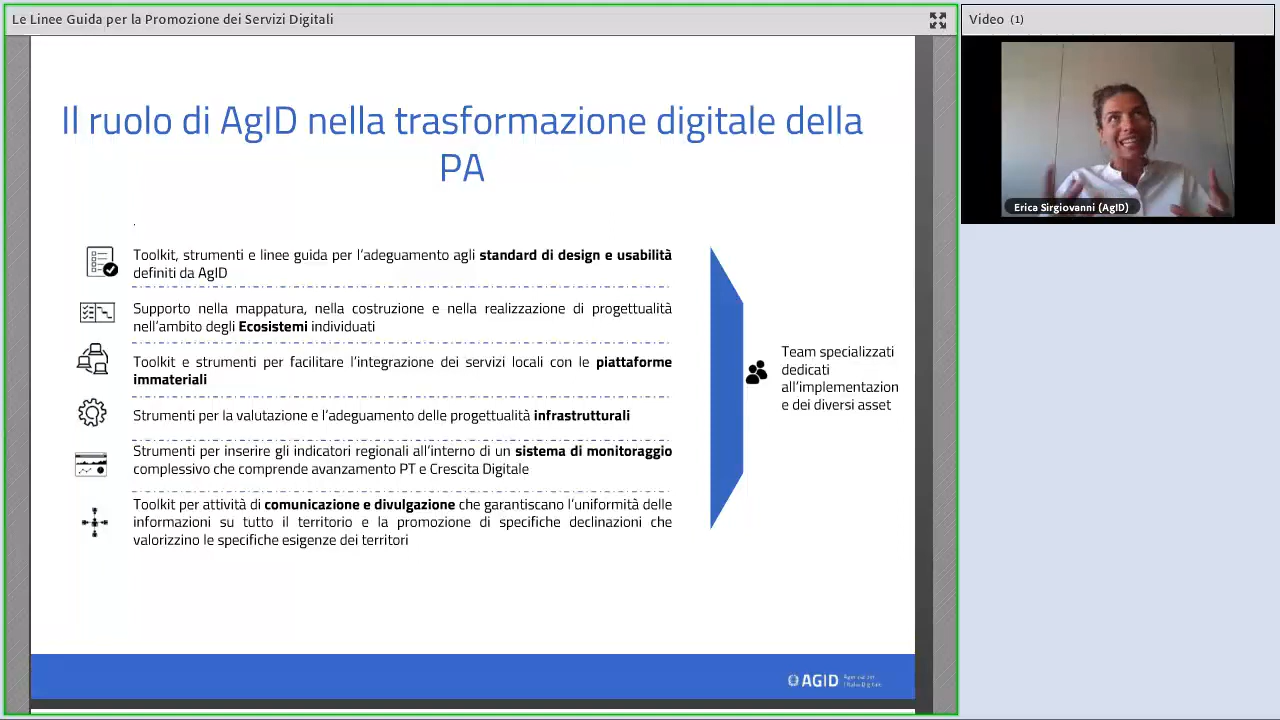 Le Linee Guida per la Promozione dei Servizi Digitali
Video (1)
Erica Sirgiovanni (AgID)
Il ruolo di AgID nella trasformazione digitale della
PA
.
Toolkit, strumenti e linee guida per l’adeguamento agli standard di design e usabilità
definiti da AgID
Supporto nella mappatura, nella costruzione e nella realizzazione di progettualità
nell’ambito degli Ecosistemi individuati
Toolkit e strumenti per facilitare l’integrazione dei servizi locali con le piattaforme
immateriali
Strumenti per la valutazione e l’adeguamento delle progettualità infrastrutturali
Strumenti per inserire gli indicatori regionali all’interno di un sistema di monitoraggio
complessivo che comprende avanzamento PT e Crescita Digitale
Toolkit per attività di comunicazione e divulgazione che garantiscano l’uniformità delle
informazioni su tutto il territorio e la promozione di specifiche declinazioni che
valorizzino le specifiche esigenze dei territori
Team specializzati
dedicati
all’implementazion
e dei diversi asset
AGID